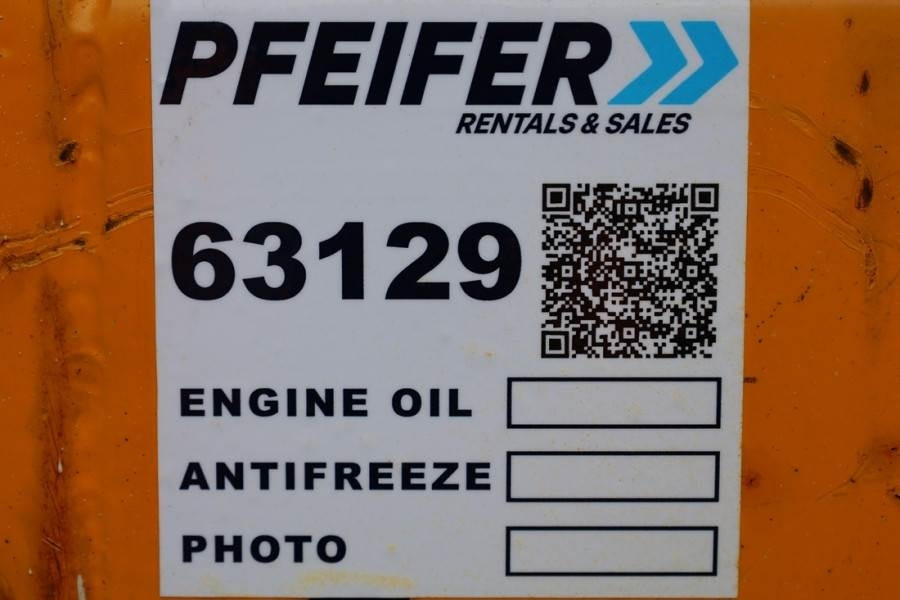 PFEIFER
RENTALS & SALES
63129
ENGINE OIL
ANTIFREEZE
PHOTO